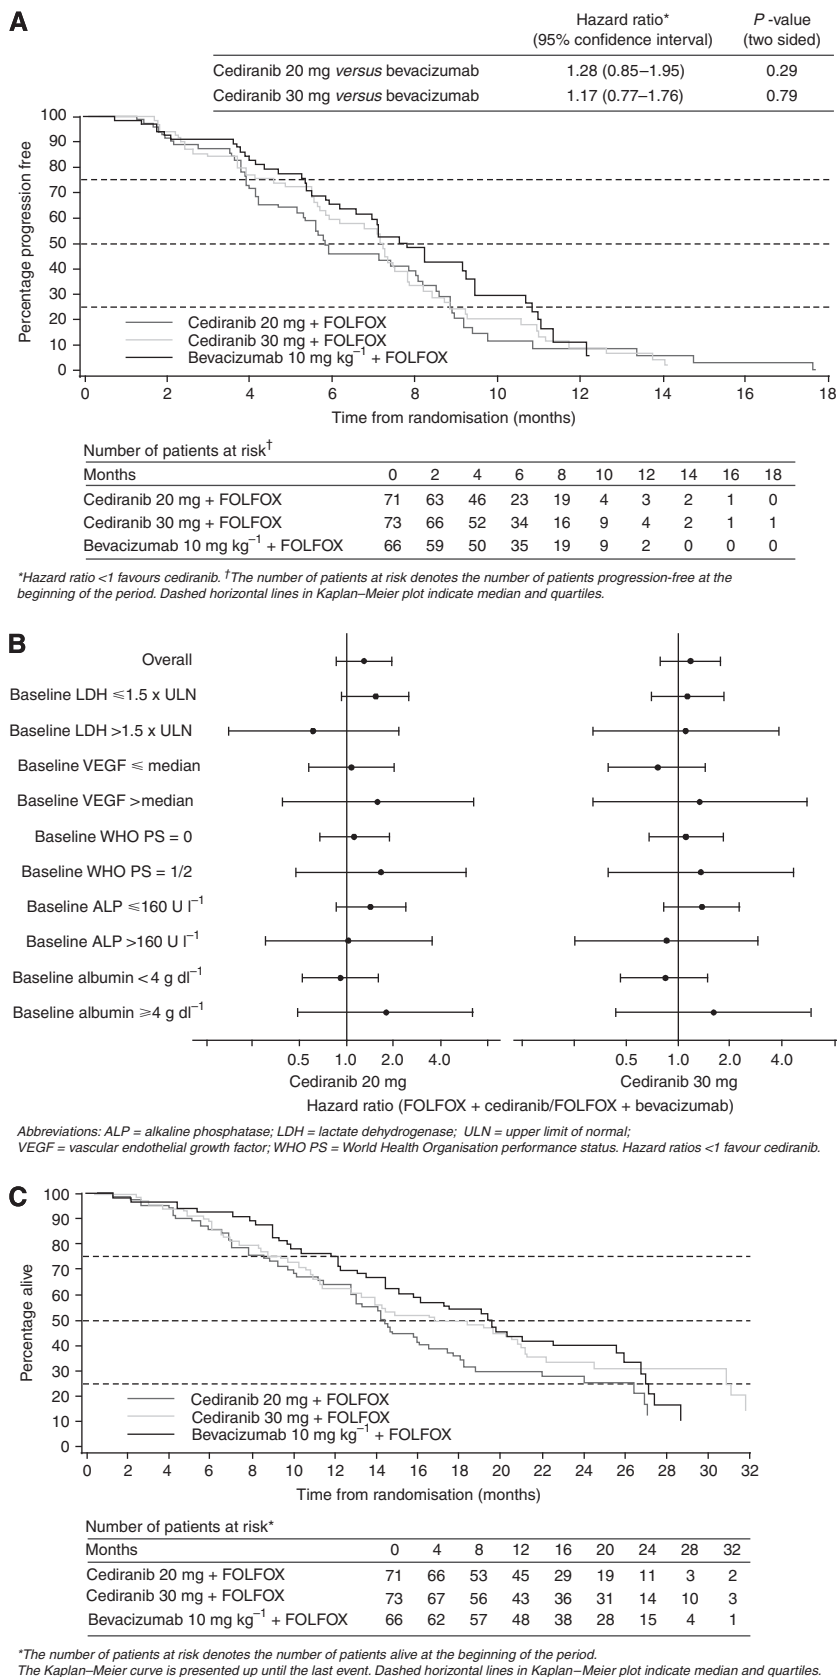 A
Hazard ratio* P-value
(95% confidence interval) (two sided)
Cediranib 20 mg versus bevacizumab 1.28 (0.85–1.95) 0.29
Cediranib 30 mg versus bevacizumab 1.17 (0.77–1.76) 0.79
Percentage progression free
100
90
80
70
60
50
40
30
20
10
0
Cediranib 20 mg + FOLFOX
Cediranib 30 mg + FOLFOX
Bevacizumab 10 mg kg–1 + FOLFOX
0 2 4 6 8 10 12 14 16 18
Time from randomisation (months)
Number of patients at risk†
Months 0 2 4 6 8 10 12 14 16 18
Cediranib 20 mg + FOLFOX 71 63 46 23 19 4 3 2 1 0
Cediranib 30 mg + FOLFOX 73 66 52 34 16 9 4 2 1 1
Bevacizumab 10 mg kg–1 + FOLFOX 66 59 50 35 19 9 2 0 0 0
*Hazard ratio <1 favours cediranib. †The number of patients at risk denotes the number of patients progression-free at the
beginning of the period. Dashed horizontal lines in Kaplan–Meier plot indicate median and quartiles.
B
Overall
Baseline LDH ⩽1.5 x ULN
Baseline LDH >1.5 x ULN
Baseline VEGF ⩽ median
Baseline VEGF >median
Baseline WHO PS = 0
Baseline WHO PS = 1/2
Baseline ALP ⩽160 U l–1
Baseline ALP >160 U l–1
Baseline albumin <4 g dl–1
Baseline albumin ⩾4 g dl–1
0.5 1.0 2.0 4.0 0.5 1.0 2.0 4.0
Cediranib 20 mg Cediranib 30 mg
Hazard ratio (FOLFOX + cediranib/FOLFOX + bevacizumab)
Abbreviations: ALP = alkaline phosphatase; LDH = lactate dehydrogenase; ULN = upper limit of normal;
VEGF = vascular endothelial growth factor; WHO PS = World Health Organisation performance status. Hazard ratios <1 favour cediranib.
C
Percentage alive
100
90
80
70
60
50
40
30
20
10
0
Cediranib 20 mg + FOLFOX
Cediranib 30 mg + FOLFOX
Bevacizumab 10 mg kg–1 + FOLFOX
0 2 4 6 8 10 12 14 16 18 20 22 24 26 28 30 32
Time from randomisation (months)
Number of patients at risk*
Months 0 4 8 12 16 20 24 28 32
Cediranib 20 mg + FOLFOX 71 66 53 45 29 19 11 3 2
Cediranib 30 mg + FOLFOX 73 67 56 43 36 31 14 10 3
Bevacizumab 10 mg kg–1 + FOLFOX 66 62 57 48 38 28 15 4 1
*The number of patients at risk denotes the number of patients alive at the beginning of the period.
The Kaplan–Meier curve is presented up until the last event. Dashed horizontal lines in Kaplan–Meier plot indicate median and quartiles.